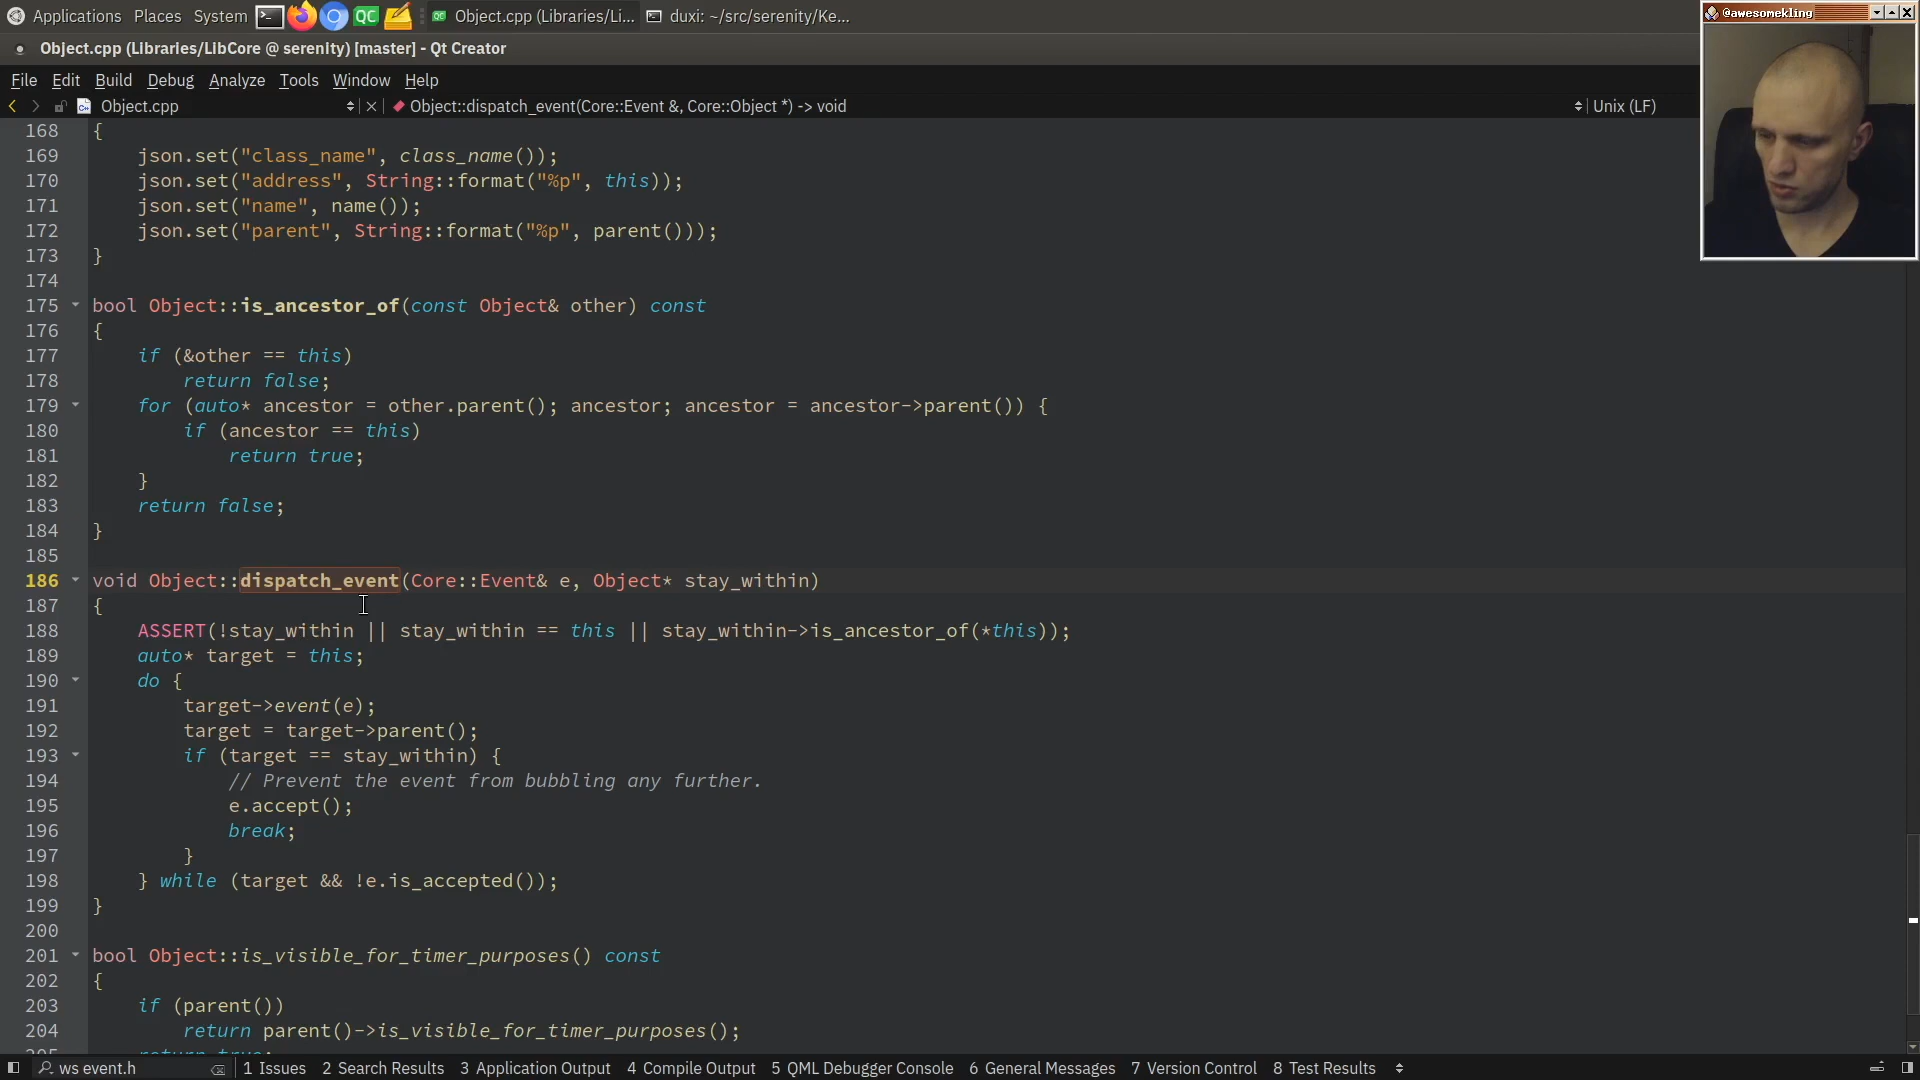 Applications Places System Object.cpp (Libraries/Li... duxi: ~/src/serenity/Ke...
@awesomekling
Object.cpp (Libraries/LibCore @ serenity) [master] - Qt Creator
File Edit Build Debug Analyze Tools Window Help
Object.cpp Object::dispatch_event(Core::Event &, Core::Object *) -> void Unix (LF)
168 {
169     json.set("class_name", class_name());
170     json.set("address", String::format("%p", this));
171     json.set("name", name());
172     json.set("parent", String::format("%p", parent()));
173 }
174
175 bool Object::is_ancestor_of(const Object& other) const
176 {
177     if (&other == this)
178         return false;
179     for (auto* ancestor = other.parent(); ancestor; ancestor = ancestor->parent()) {
180         if (ancestor == this)
181             return true;
182     }
183     return false;
184 }
185
186 void Object::dispatch_event(Core::Event& e, Object* stay_within)
187 {
188     ASSERT(!stay_within || stay_within == this || stay_within->is_ancestor_of(*this));
189     auto* target = this;
190     do {
191         target->event(e);
192         target = target->parent();
193         if (target == stay_within) {
194             // Prevent the event from bubbling any further.
195             e.accept();
196             break;
197         }
198     } while (target && !e.is_accepted());
199 }
200
201 bool Object::is_visible_for_timer_purposes() const
202 {
203     if (parent())
204         return parent()->is_visible_for_timer_purposes();
205     return true;
ws event.h 1 Issues 2 Search Results 3 Application Output 4 Compile Output 5 QML Debugger Console 6 General Messages 7 Version Control 8 Test Results